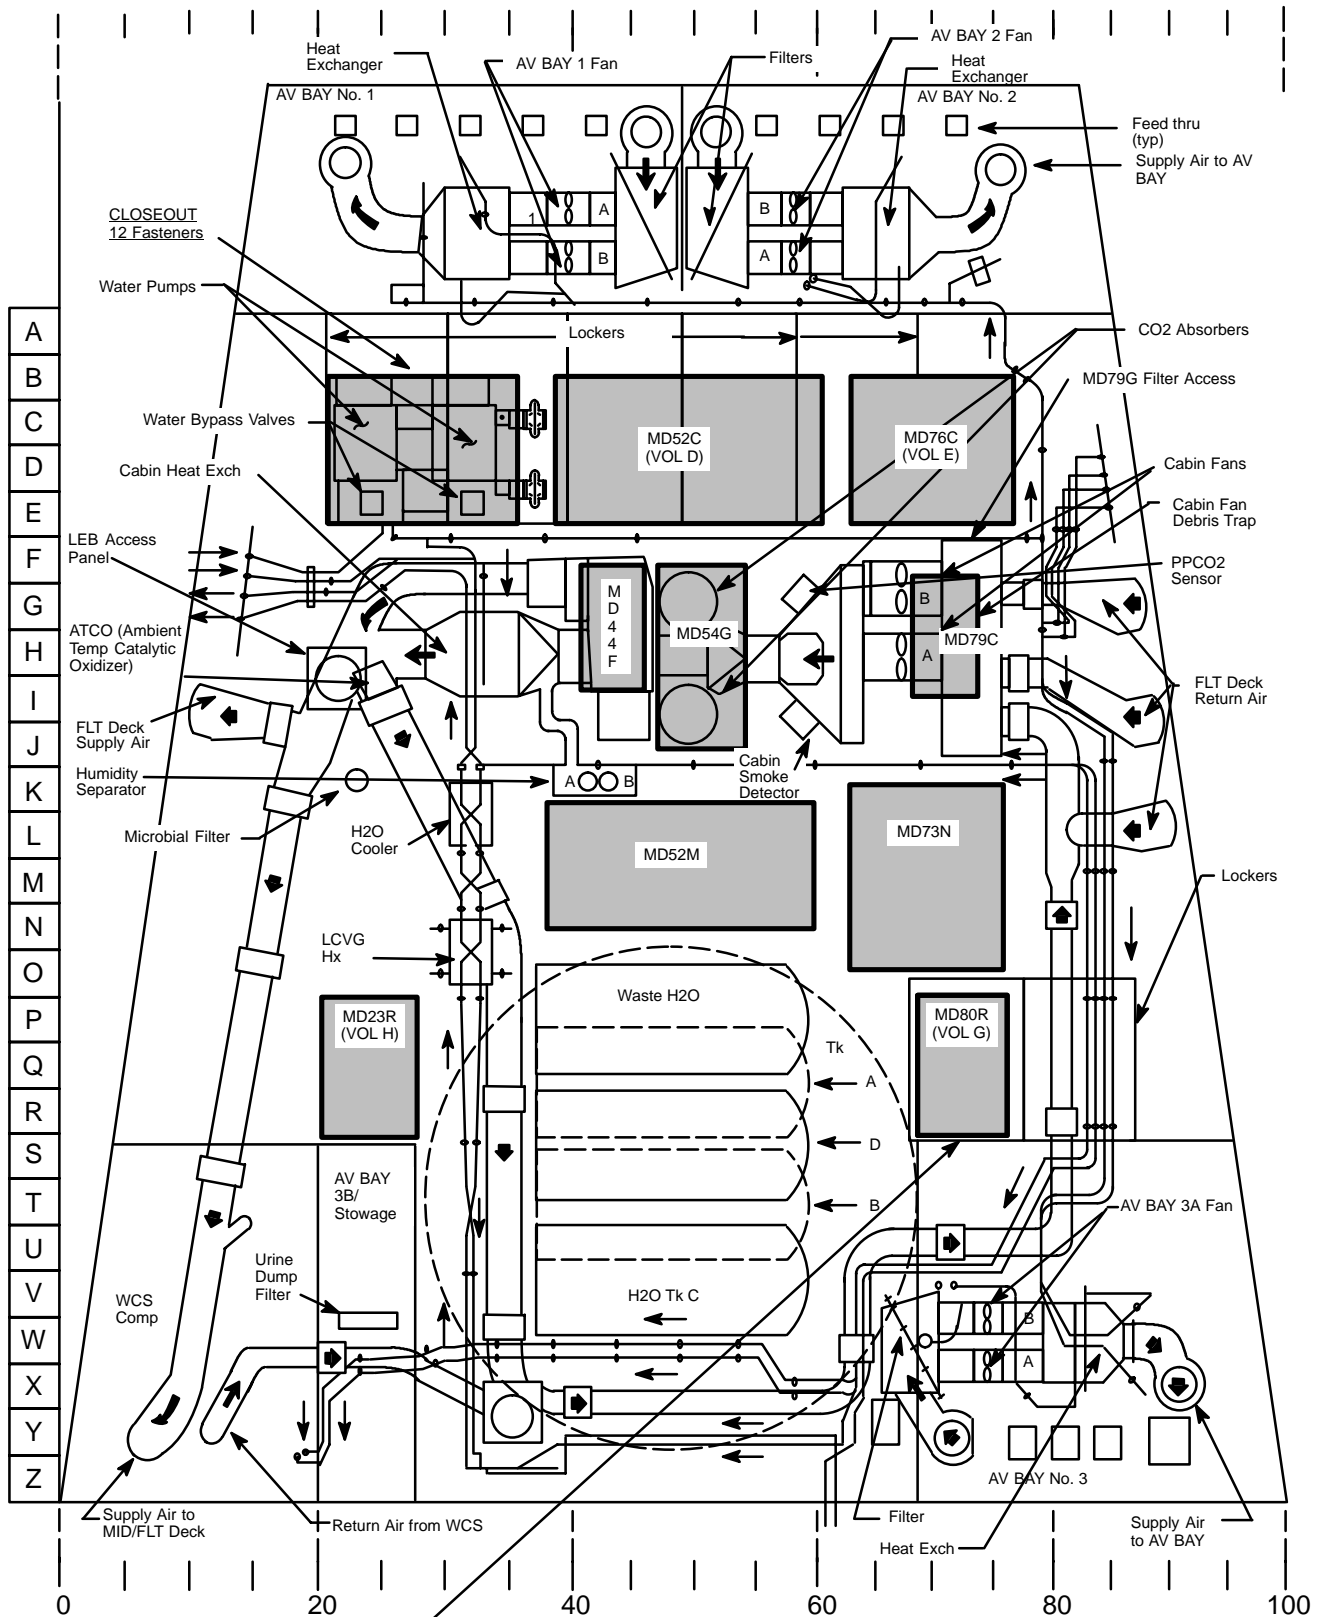 Heat
Exchanger
AV BAY 1 Fan
Filters
AV BAY 2 Fan
Heat
Exchanger
AV BAY No. 1
AV BAY No. 2
Feed thru
(typ)
Supply Air to AV
BAY
CLOSEOUT
12 Fasteners
1
A
B
B
A
Water Pumps
Lockers
CO2 Absorbers
MD79G Filter Access
Water Bypass Valves
MD52C
(VOL D)
MD76C
(VOL E)
Cabin Heat Exch
Cabin Fans
Cabin Fan
Debris Trap
LEB Access
Panel
PPCO2
Sensor
M
D
4
4
F
MD54G
B
A
MD79C
ATCO (Ambient
Temp Catalytic
Oxidizer)
FLT Deck
Return Air
FLT Deck
Supply Air
Cabin
Smoke
Detector
Humidity
Separator
A
B
Microbial Filter
H2O
Cooler
MD52M
MD73N
Lockers
LCVG
Hx
Waste H2O
MD23R
(VOL H)
MD80R
(VOL G)
Tk
A
D
B
AV BAY
3B/
Stowage
AV BAY 3A Fan
Urine
Dump
Filter
WCS
Comp
H2O Tk C
B
A
AV BAY No. 3
Supply Air to
MID/FLT Deck
Return Air from WCS
Filter
Heat Exch
Supply Air
to AV BAY
A
B
C
D
E
F
G
H
I
J
K
L
M
N
O
P
Q
R
S
T
U
V
W
X
Y
Z
0
20
40
60
80
100